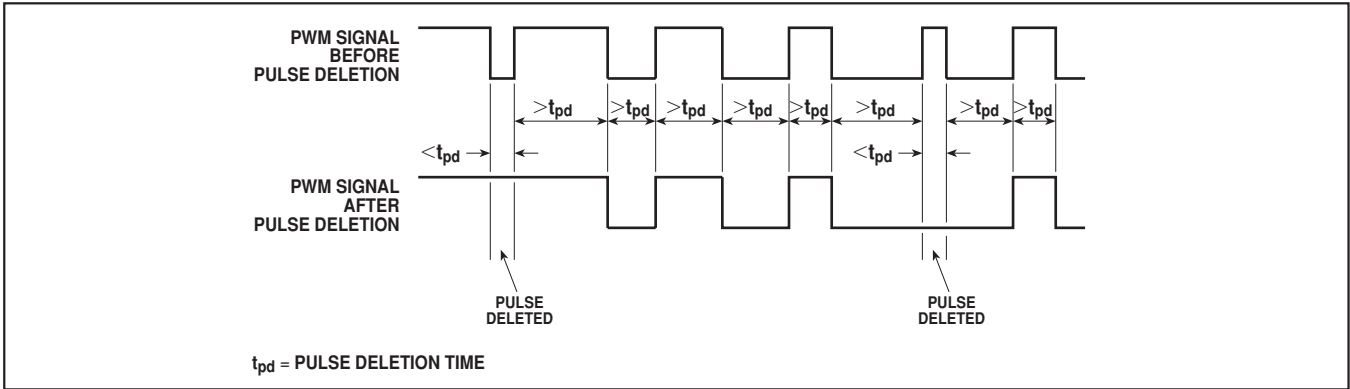 PWM SIGNAL
BEFORE
PULSE DELETION
>tpd >tpd >tpd >tpd >tpd >tpd >tpd >tpd
<tpd <tpd
PWM SIGNAL
AFTER
PULSE DELETION
PULSE
DELETED
PULSE
DELETED
tpd = PULSE DELETION TIME